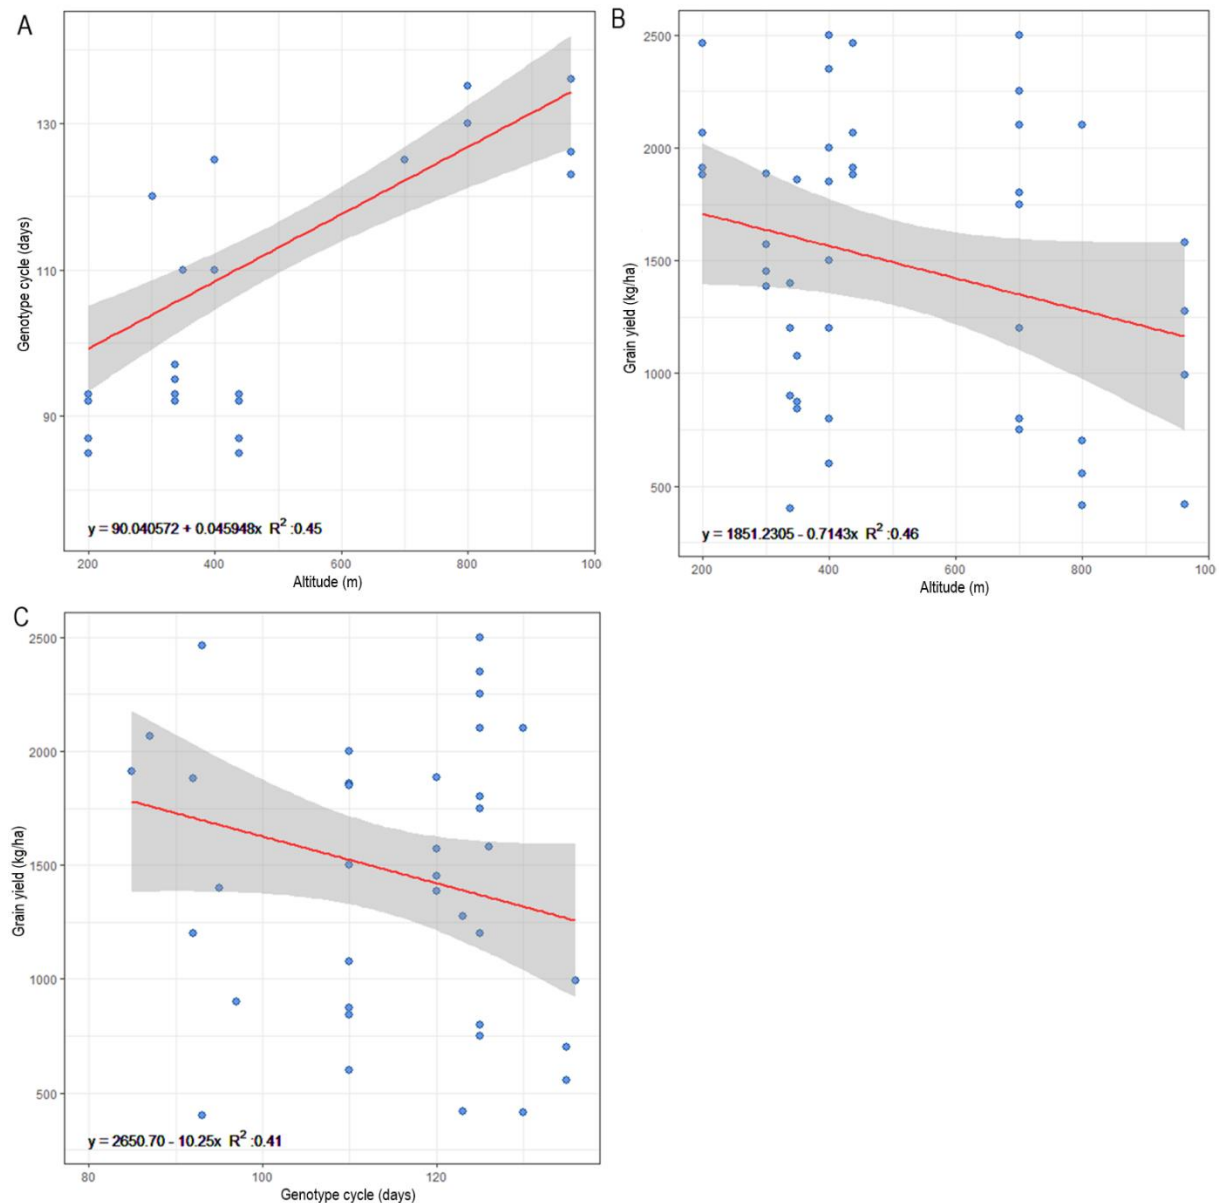 A
Genotype cycle (days)
130
110
90
y = 90.040572 + 0.045948x R² :0.45
200 400 600 800 100
Altitude (m)
B
Grain yield (kg/ha)
2500
2000
1500
1000
500
y = 1851.2305 - 0.7143x R² :0.46
200 400 600 800 100
Altitude (m)
C
Grain yield (kg/ha)
2500
2000
1500
1000
500
y = 2650.70 - 10.25x R² :0.41
80 100 120
Genotype cycle (days)